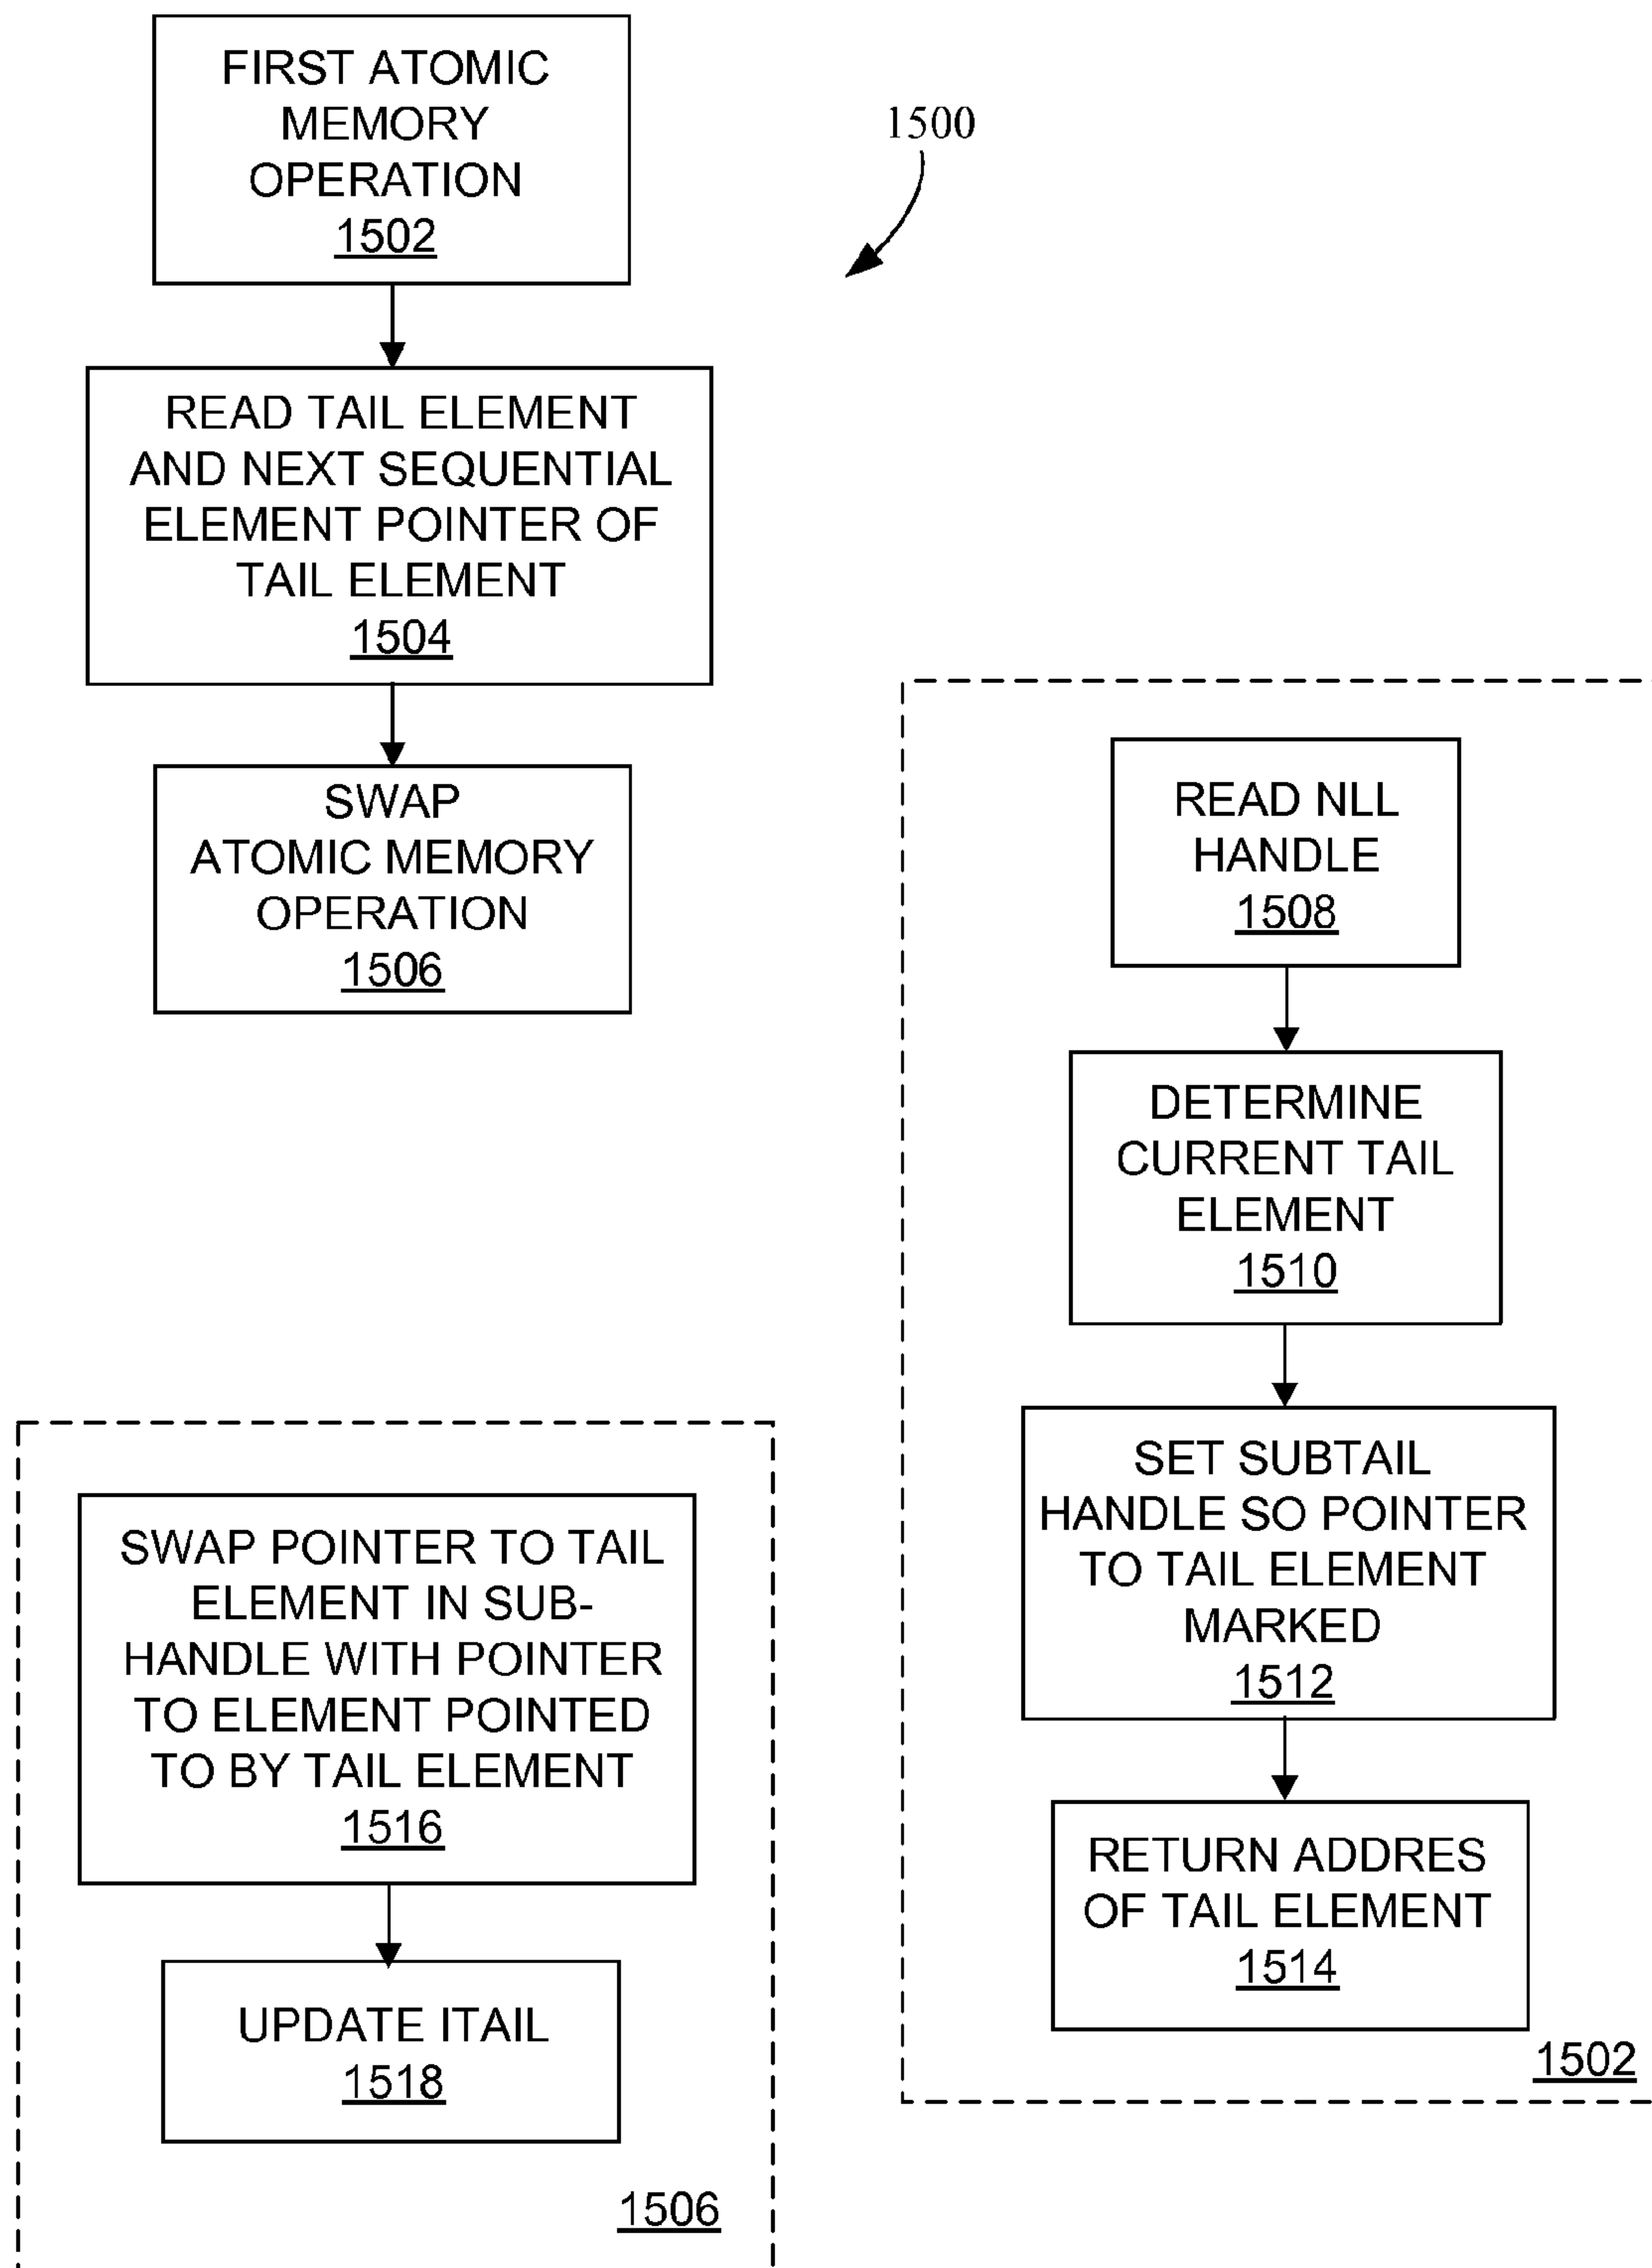 FIRST ATOMIC
MEMORY
OPERATION
1502
1500
READ TAIL ELEMENT
AND NEXT SEQUENTIAL
ELEMENT POINTER OF
TAIL ELEMENT
1504
SWAP
ATOMIC MEMORY
OPERATION
1506
READ NLL
HANDLE
1508
DETERMINE
CURRENT TAIL
ELEMENT
1510
SET SUBTAIL
HANDLE SO POINTER
TO TAIL ELEMENT
MARKED
1512
RETURN ADDRES
OF TAIL ELEMENT
1514
1502
SWAP POINTER TO TAIL
ELEMENT IN SUB-
HANDLE WITH POINTER
TO ELEMENT POINTED
TO BY TAIL ELEMENT
1516
UPDATE ITAIL
1518
1506